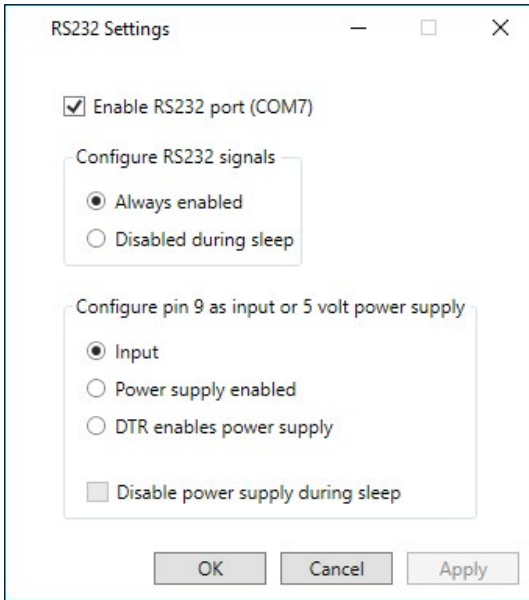 RS232 Settings
Enable RS232 port (COM7)
Configure RS232 signals
Always enabled
Disabled during sleep
Configure pin 9 as input or 5 volt power supply
Input
Power supply enabled
DTR enables power supply
Disable power supply during sleep
OK Cancel Apply